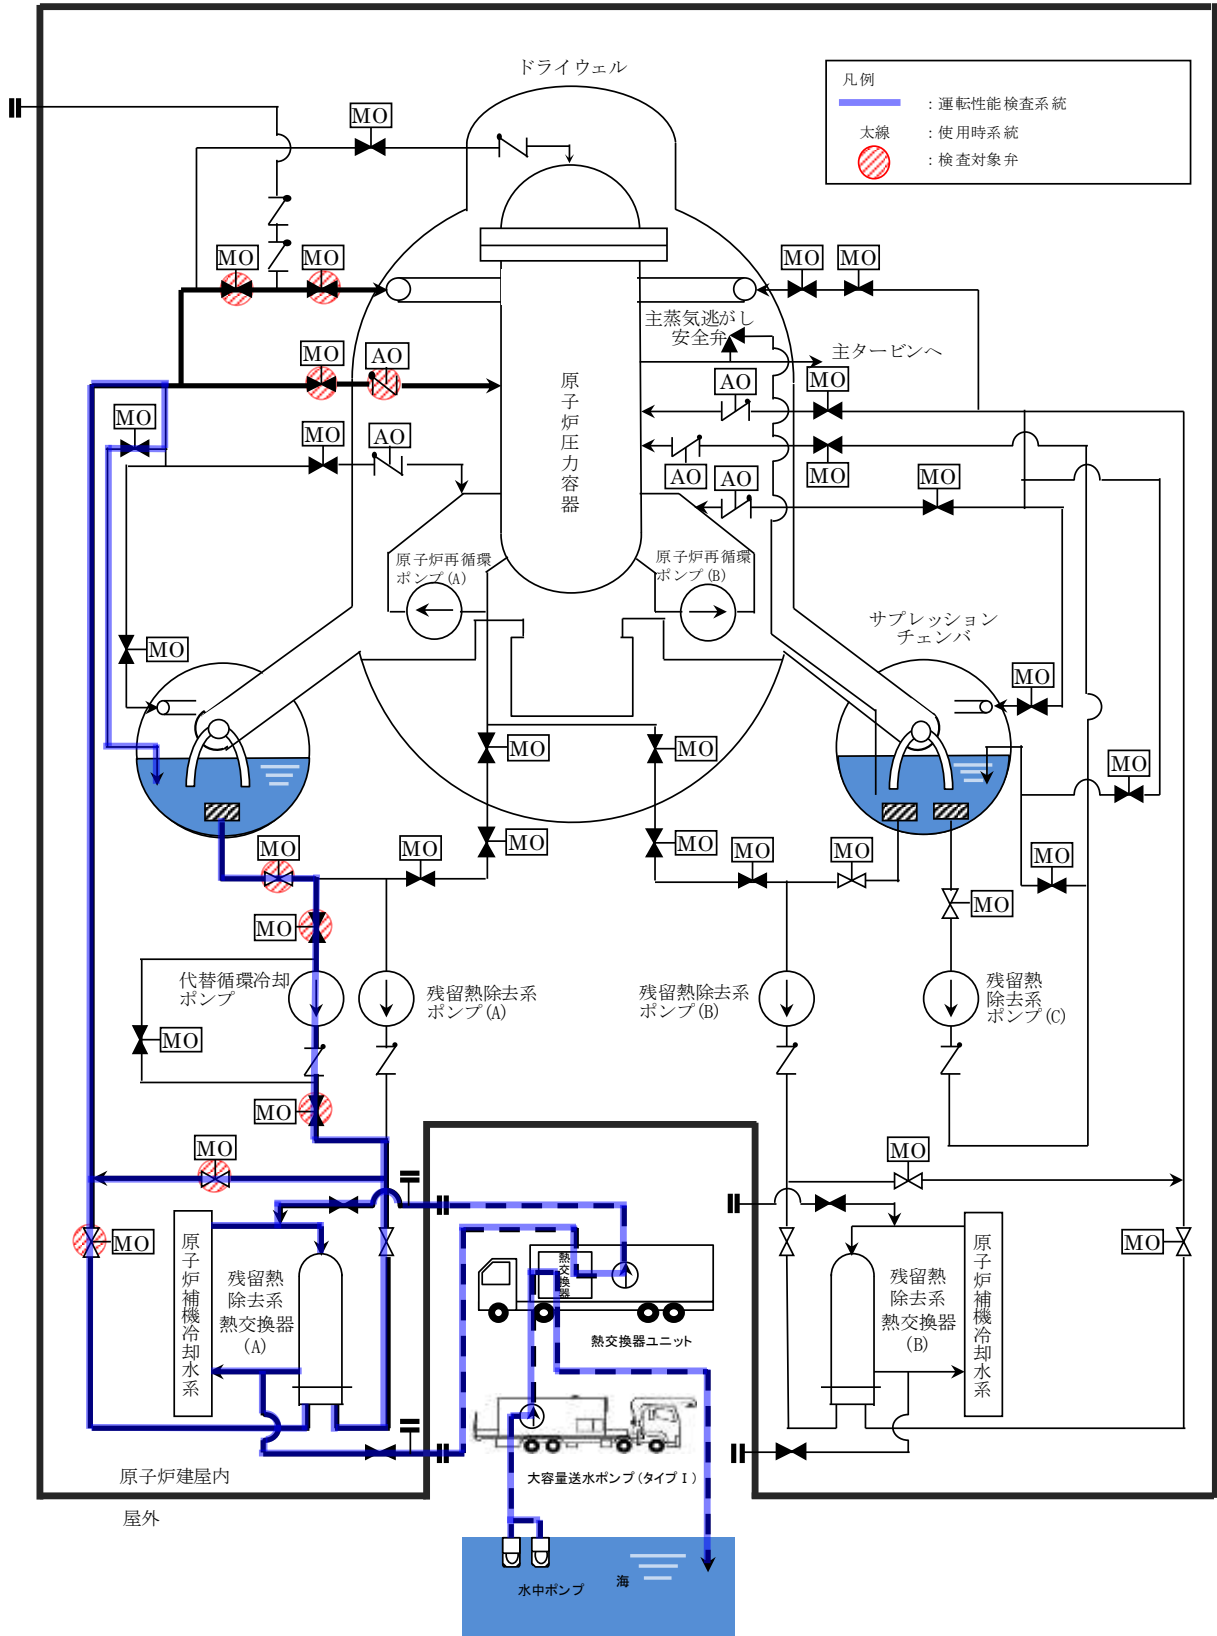 ドライウェル
凡例
：運転性能検査系統
太線
：使用時系統
：検査対象弁
MO
MO
MO
MO
MO
主蒸気逃がし
安全弁
主タービンへ
MO
AO
AO
MO
原子炉圧力容器
MO
MO
AO
AO
MO
AO
MO
原子炉再循環
ポンプ(A)
原子炉再循環
ポンプ(B)
サプレッション
チェンバ
MO
MO
MO
MO
MO
MO
MO
MO
MO
MO
MO
MO
MO
MO
代替循環冷却
ポンプ
残留熱除去系
ポンプ(A)
残留熱除去系
ポンプ(B)
残留熱
除去系
ポンプ(C)
MO
MO
MO
MO
MO
MO
原子炉補機冷却水系
残留熱
除去系
熱交換器
(A)
熱交換器
熱交換器ユニット
残留熱
除去系
熱交換器
(B)
原子炉補機冷却水系
大容量送水ポンプ(タイプⅠ)
原子炉建屋内
屋外
水中ポンプ
海